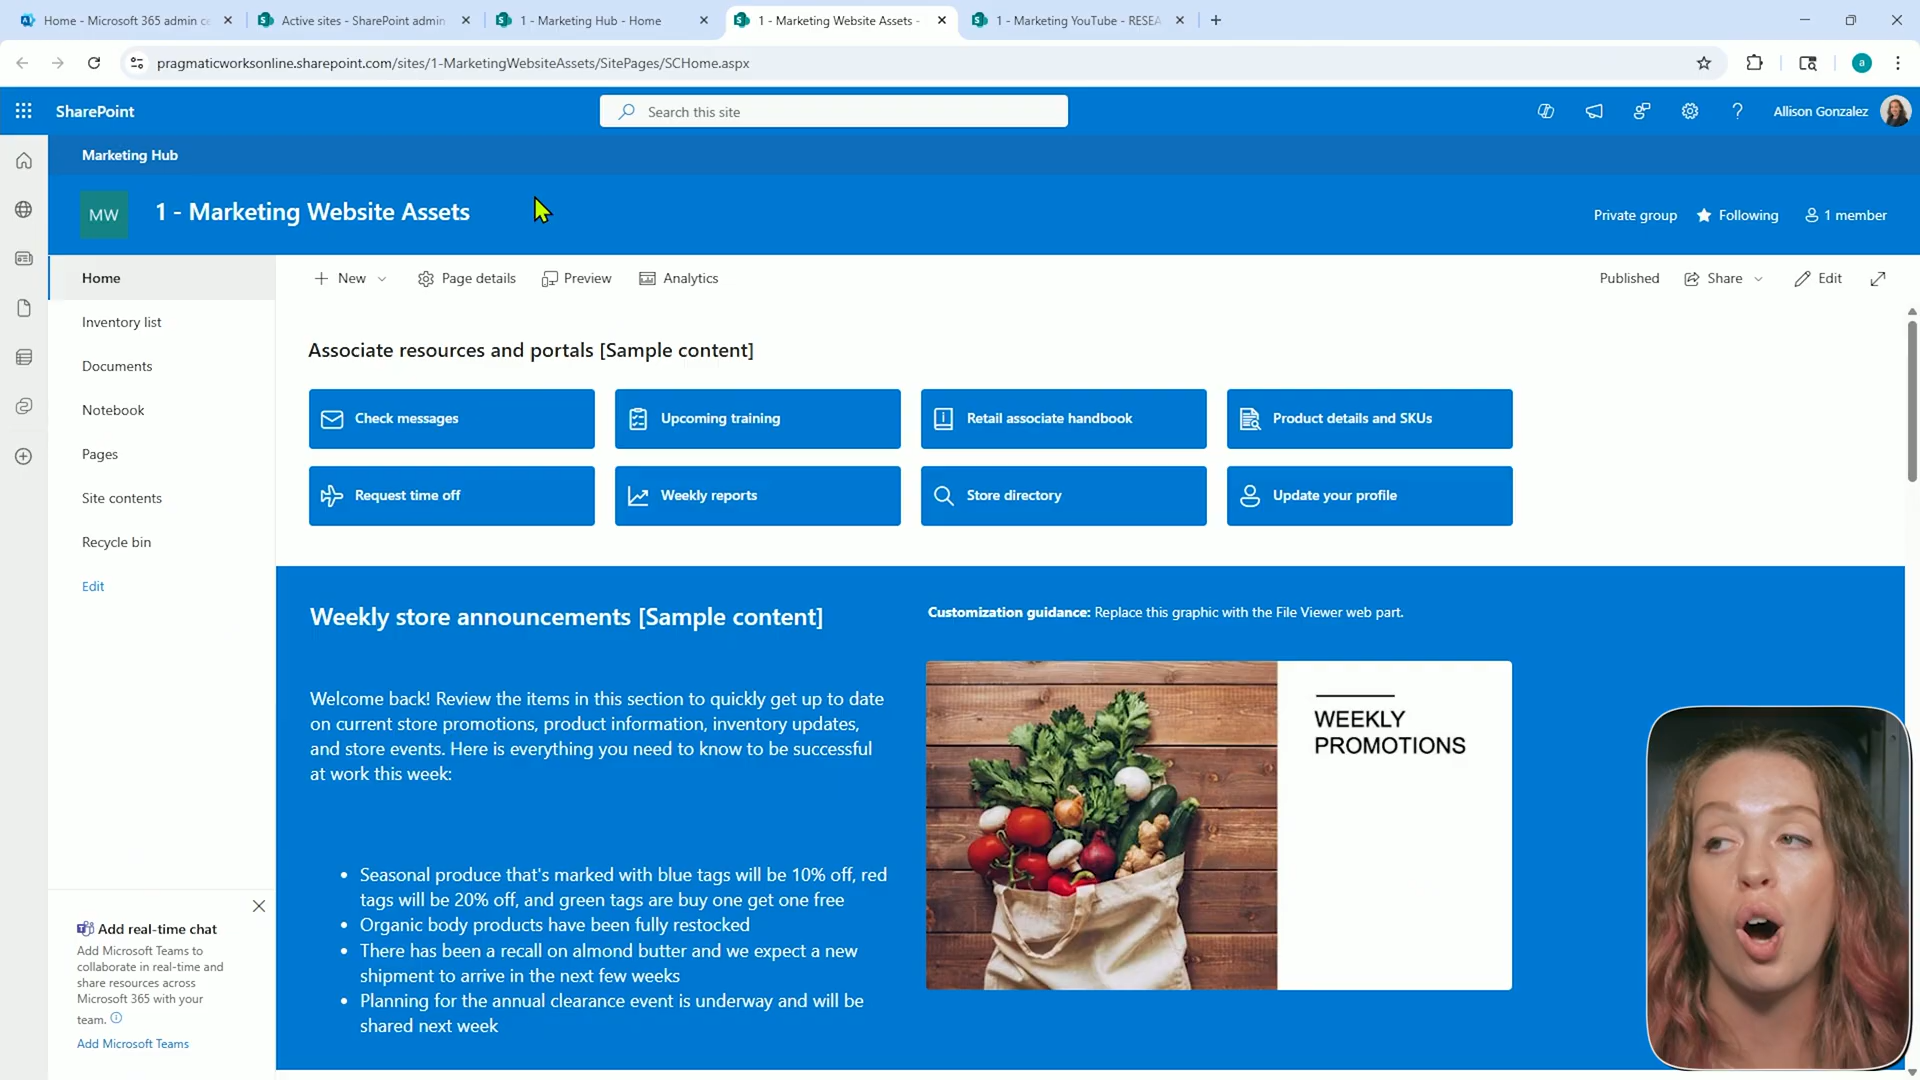 Home - Microsoft 365 admin ce
Active sites - SharePoint admin
1 - Marketing Hub - Home
1 - Marketing Website Assets -
1 - Marketing YouTube - RESEA
pragmaticworksonline.sharepoint.com/sites/1-MarketingWebsiteAssets/SitePages/SCHome.aspx
a
SharePoint
Search this site
Allison Gonzalez
Marketing Hub
MW
1 - Marketing Website Assets
Private group
Following
1 member
Home
Inventory list
Documents
Notebook
Pages
Site contents
Recycle bin
Edit
New
Page details
Preview
Analytics
Published
Share
Edit
Associate resources and portals [Sample content]
Check messages
Upcoming training
Retail associate handbook
Product details and SKUs
Request time off
Weekly reports
Store directory
Update your profile
Weekly store announcements [Sample content]
Welcome back! Review the items in this section to quickly get up to date
on current store promotions, product information, inventory updates,
and store events. Here is everything you need to know to be successful
at work this week:
• Seasonal produce that's marked with blue tags will be 10% off, red
tags will be 20% off, and green tags are buy one get one free
• Organic body products have been fully restocked
• There has been a recall on almond butter and we expect a new
shipment to arrive in the next few weeks
• Planning for the annual clearance event is underway and will be
shared next week
Customization guidance: Replace this graphic with the File Viewer web part.
WEEKLY
PROMOTIONS
Add real-time chat
Add Microsoft Teams to
collaborate in real-time and
share resources across
Microsoft 365 with your
team.
Add Microsoft Teams